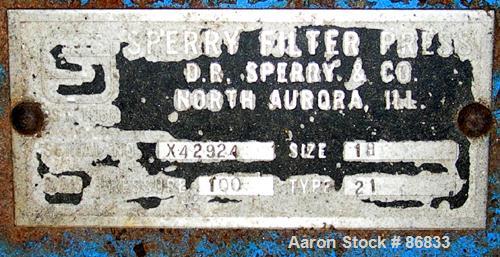 SPERRY FILTER PRESS
D.R. SPERRY & CO.
NORTH AURORA, ILL.
X42924 SIZE 18
PRESSURE 100 TYPE 21
Aaron Stock # 86833